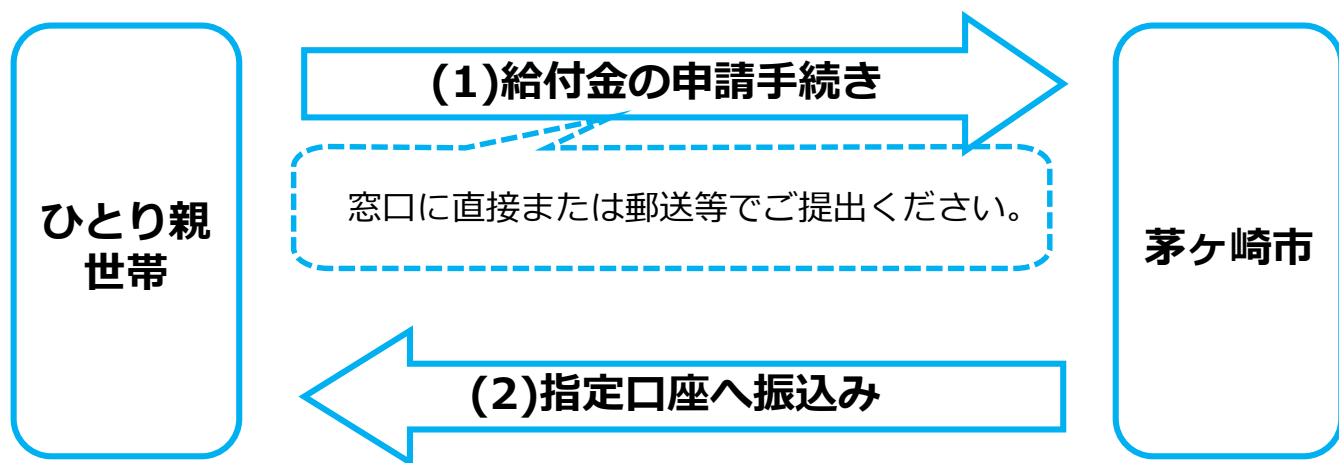 (1)給付金の申請手続き
窓口に直接または郵送等でご提出ください。
ひとり親
世帯
茅ヶ崎市
(2)指定口座へ振込み